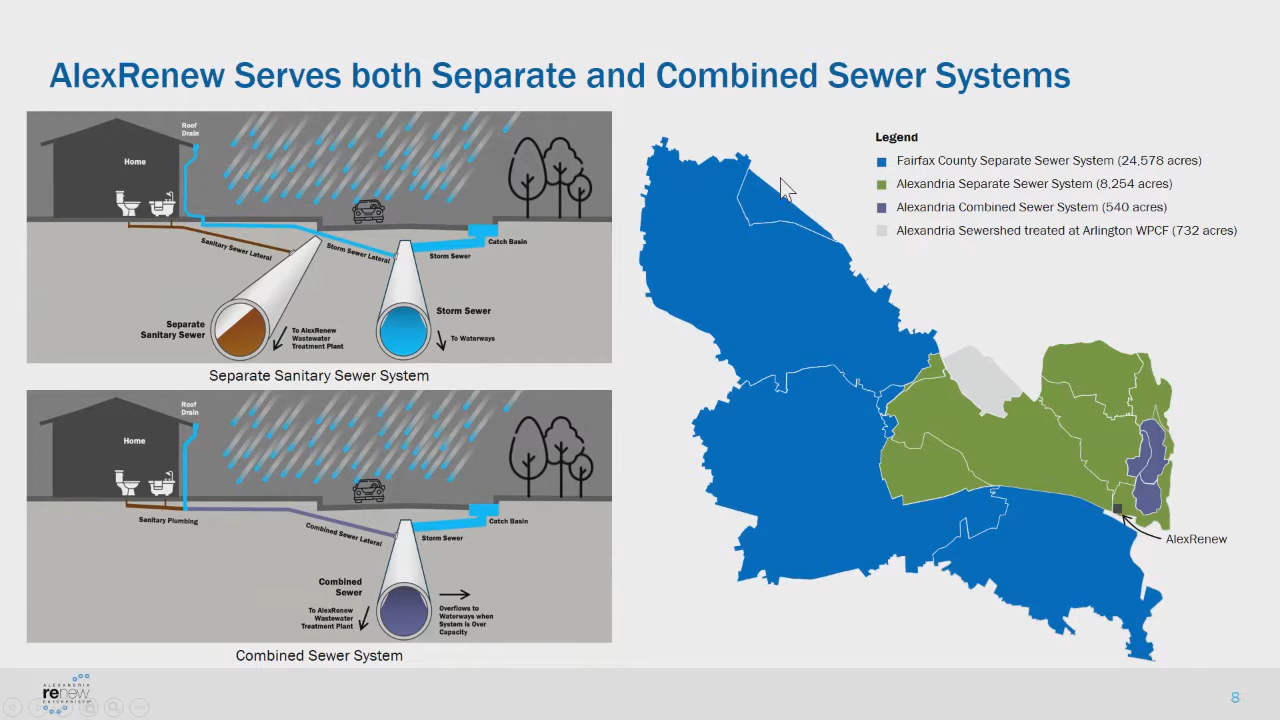 AlexRenew Serves both Separate and Combined Sewer Systems
Roof
Drain
Home
Sanitary Sewer Lateral
Storm Sewer Lateral
Storm Sewer
Catch Basin
Separate
Sanitary Sewer
To AlexRenew
Wastewater
Treatment Plant
Storm Sewer
To Waterways
Separate Sanitary Sewer System
Roof
Drain
Home
Sanitary Plumbing
Combined Sewer Lateral
Storm Sewer
Catch Basin
Combined
Sewer
To AlexRenew
Wastewater
Treatment Plant
Overflows to
Waterways when
System is Over
Capacity
Combined Sewer System
Legend
Fairfax County Separate Sewer System (24,578 acres)
Alexandria Separate Sewer System (8,254 acres)
Alexandria Combined Sewer System (540 acres)
Alexandria Sewershed treated at Arlington WPCF (732 acres)
AlexRenew
ALEXANDRIA
renew
ENTERPRISES
8